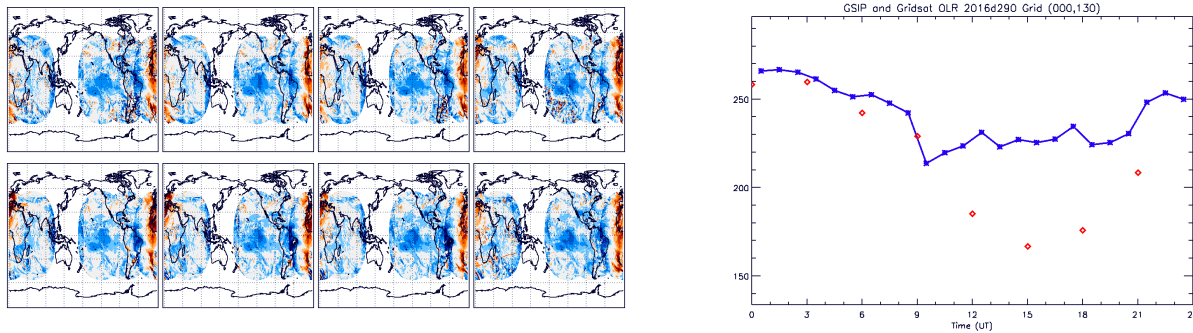 GSIP and Gridsat OLR 2016d290 Grid (000,130)
250
200
150
0 3 6 9 12 15 18 21 24
Time (UT)